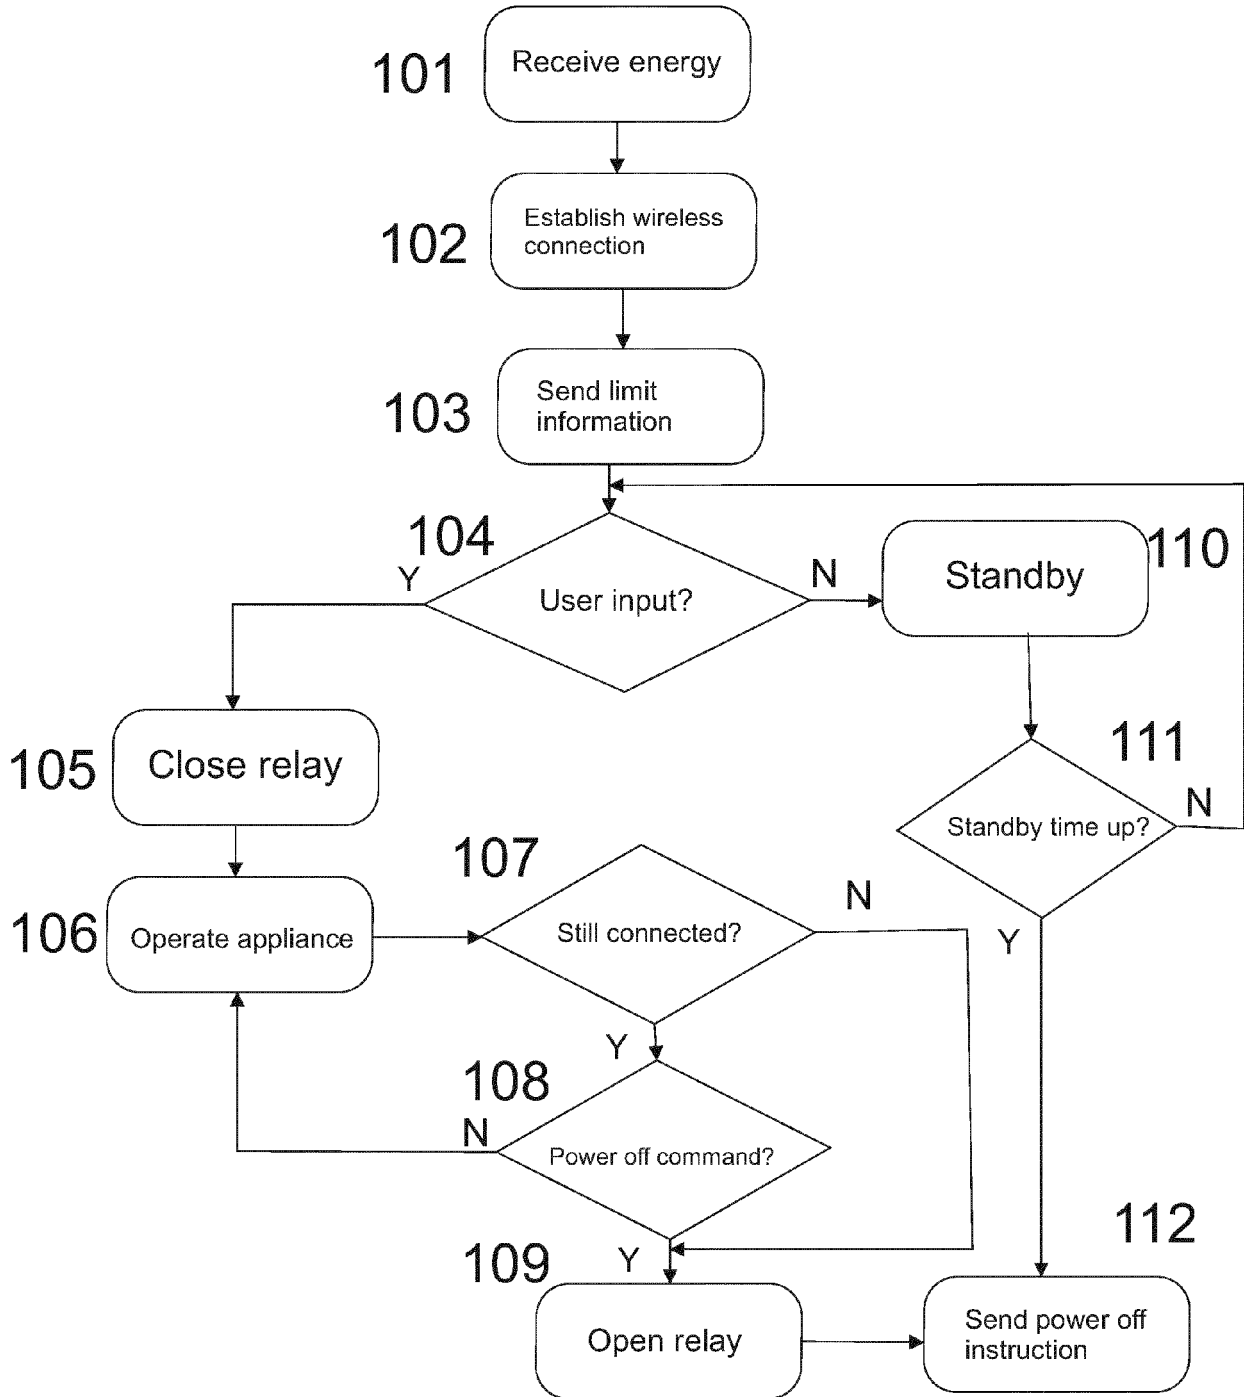 101
Receive energy
102
Establish wireless
connection
103
Send limit
information
104
Y
User input?
N
Standby
110
105
Close relay
111
Standby time up?
N
106
Operate appliance
107
Still connected?
N
Y
Y
108
N
Power off command?
112
109
Y
Open relay
Send power off
instruction